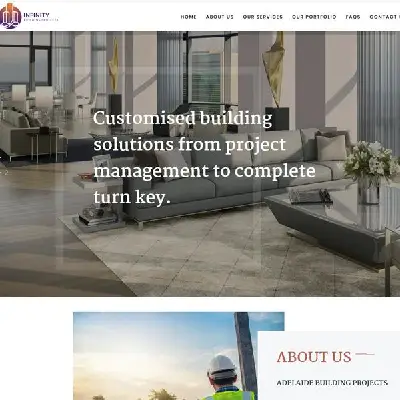 INFINITY
HOME
ABOUT US
OUR SERVICES
OUR PORTFOLIO
FAQS
CONTACT
Customised building
solutions from project
management to complete
turn key.
ABOUT US
ADELAIDE BUILDING PROJECTS